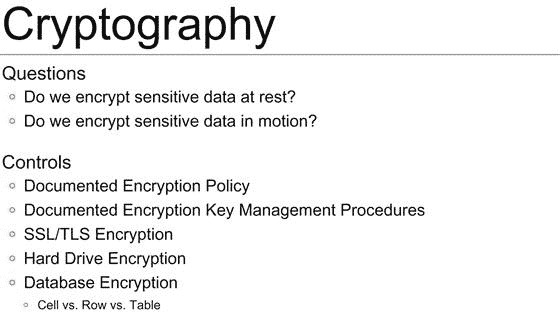 Cryptography
Questions
Do we encrypt sensitive data at rest?
Do we encrypt sensitive data in motion?
Controls
Documented Encryption Policy
Documented Encryption Key Management Procedures
SSL/TLS Encryption
Hard Drive Encryption
Database Encryption
Cell vs. Row vs. Table